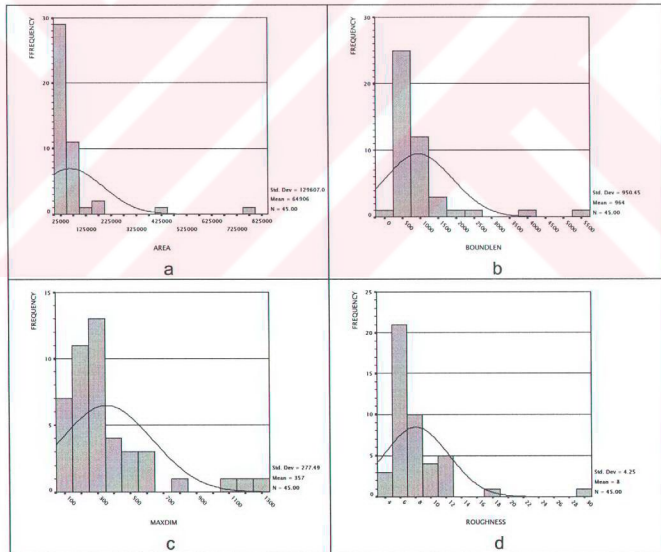 FFREQUENCY
30
20
10
0
25000 125000 225000 325000 425000 525000 625000 725000 825000
Std. Dev = 129607.0
Mean = 64906
N = 45.00
AREA
a
FREQUENCY
30
20
10
0
0 500 1000 1500 2000 2500 3000 3500 4000 4500 5000 5500
Std. Dev = 950.45
Mean = 964
N = 45.00
BOUNDLEN
b
FREQUENCY
15
10
5
0
100 300 500 700 900 1100
Std. Dev = 277.49
Mean = 357
N = 45.00
MAXDIM
c
FREQUENCY
25
20
15
10
5
0
4 6 8 10 12 14 16 18 20 22 24 26 28 30
Std. Dev = 4.25
Mean = 8
N = 45.00
ROUGHNESS
d